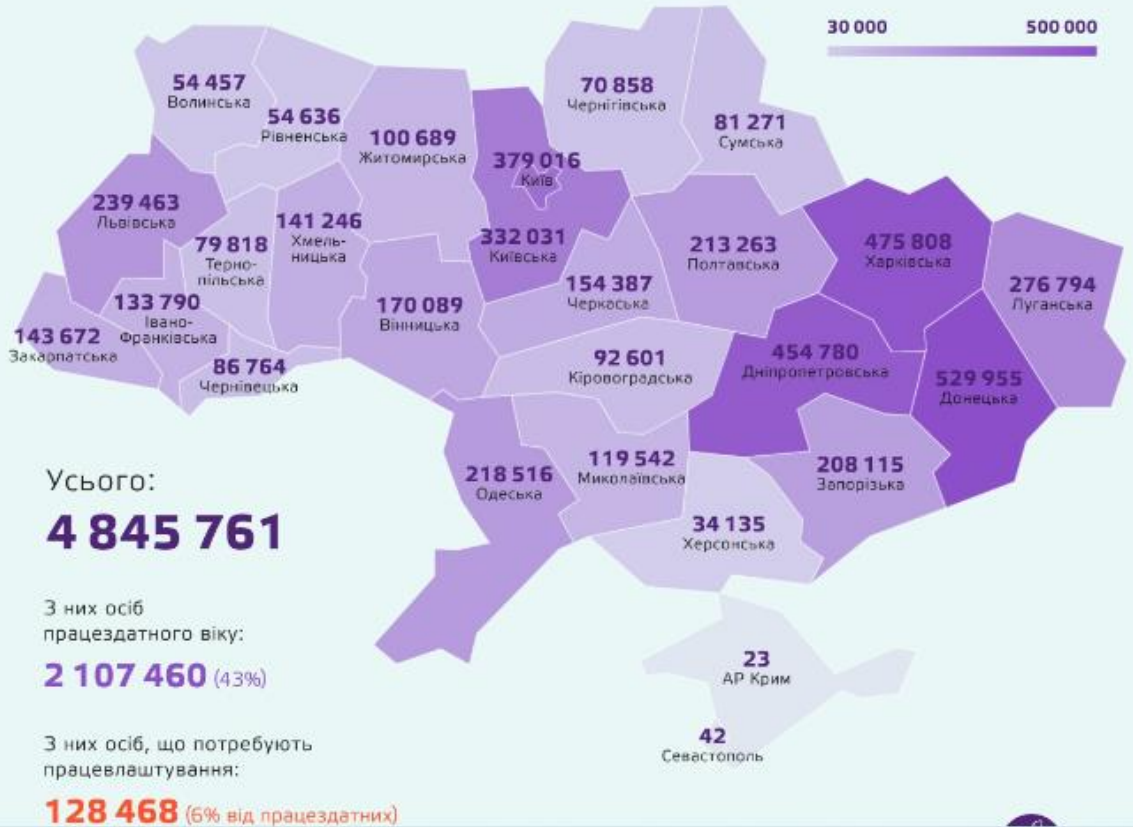 30 000
500 000
54 457
Волинська
54 636
Рівненська
100 689
Житомирська
379 016
Київ
332 031
Київська
70 858
Чернігівська
81 271
Сумська
239 463
Львівська
79 818
Терно-
пільська
141 246
Хмель-
ницька
133 790
Івано-
Франківська
143 672
Закарпатська
86 764
Чернівецька
170 089
Вінницька
154 387
Черкаська
213 263
Полтавська
475 808
Харківська
276 794
Луганська
92 601
Кіровоградська
454 780
Дніпропетровська
529 955
Донецька
218 516
Одеська
119 542
Миколаївська
208 115
Запорізька
34 135
Херсонська
23
АР Крим
42
Севастополь
Усього:
4 845 761
З них осіб
працездатного віку:
2 107 460 (43%)
З них осіб, що потребують
працевлаштування:
128 468 (6% від працездатних)